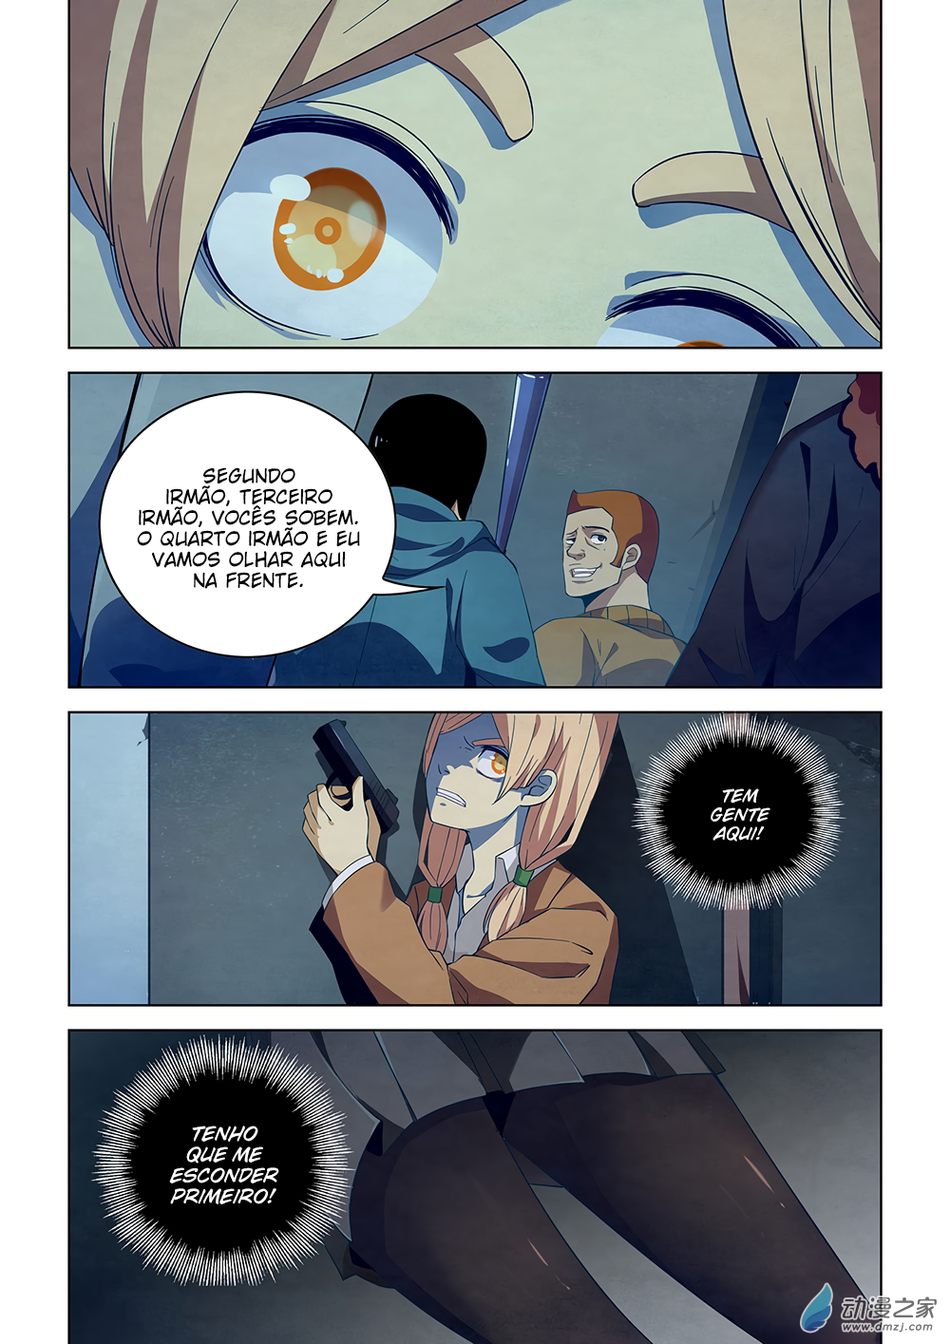 SEGUNDO
IRMÃO, TERCEIRO
IRMÃO, VOCÊS SOBEM.
O QUARTO IRMÃO E EU
VAMOS OLHAR AQUI
NA FRENTE.
TEM
GENTE
AQUI!
TENHO
QUE ME
ESCONDER
PRIMEIRO!
动漫之家
www.dmzj.com